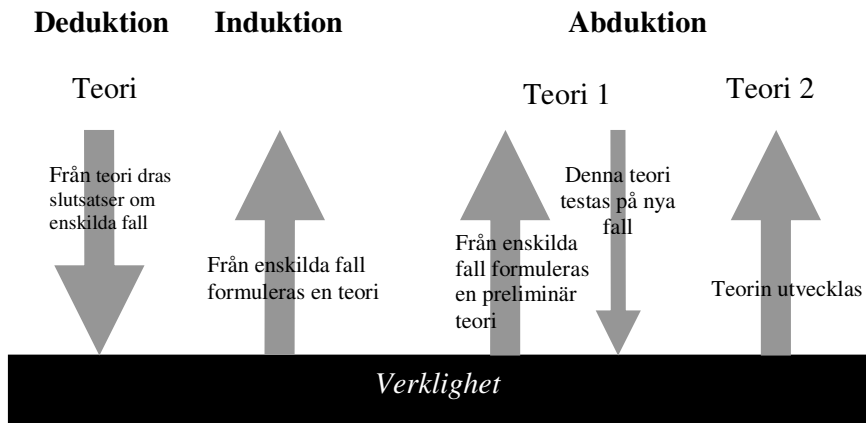 Deduktion
Induktion
Abduktion
Teori
Teori 1
Teori 2
Från teori dras
slutsatser om
enskilda fall
Från enskilda fall
formuleras en teori
Från enskilda
fall formuleras
en preliminär
teori
Denna teori
testas på nya
fall
Teorin utvecklas
Verklighet